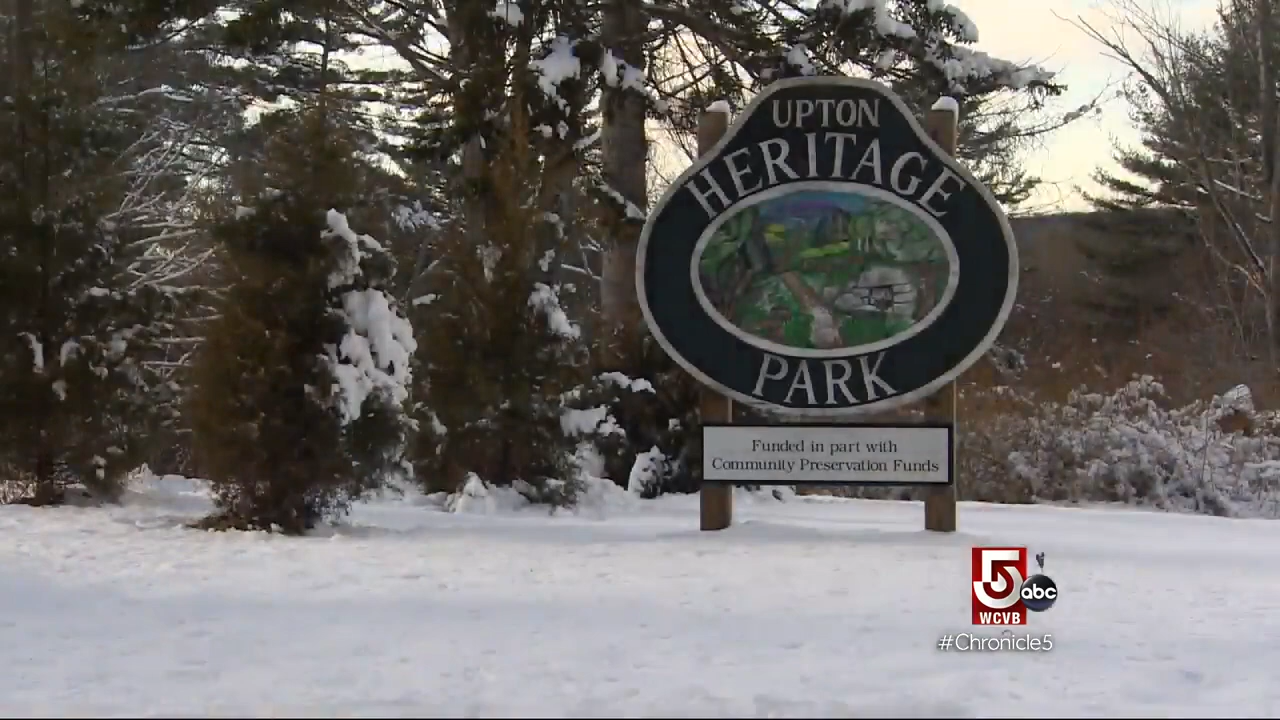 UPTON
HERITAGE
PARK
Funded in part with
Community Preservation Funds
5
abc
WCVB
#Chronicle5